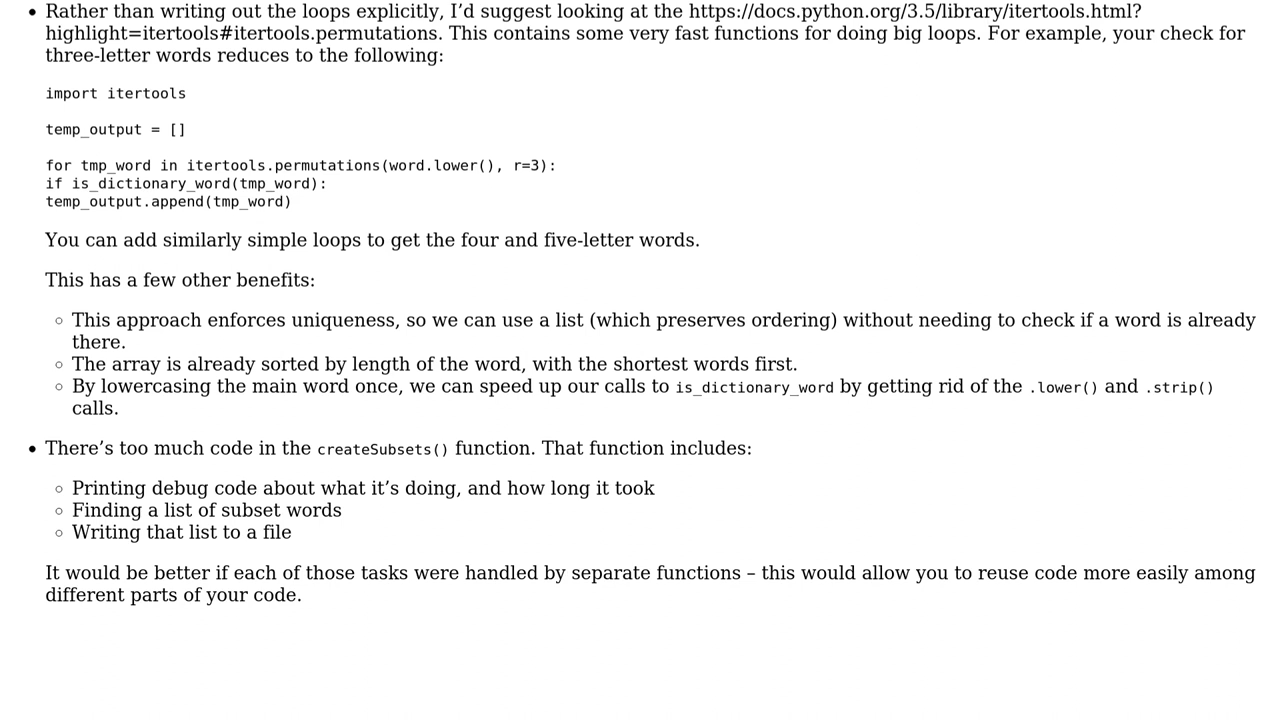 Rather than writing out the loops explicitly, I’d suggest looking at the https://docs.python.org/3.5/library/itertools.html?
highlight=itertools#itertools.permutations. This contains some very fast functions for doing big loops. For example, your check for
three-letter words reduces to the following:
import itertools
temp_output = []
for tmp_word in itertools.permutations(word.lower(), r=3):
if is_dictionary_word(tmp_word):
temp_output.append(tmp_word)
You can add similarly simple loops to get the four and five-letter words.
This has a few other benefits:
This approach enforces uniqueness, so we can use a list (which preserves ordering) without needing to check if a word is already
there.
The array is already sorted by length of the word, with the shortest words first.
By lowercasing the main word once, we can speed up our calls to is_dictionary_word by getting rid of the .lower() and .strip()
calls.
There’s too much code in the createSubsets() function. That function includes:
Printing debug code about what it’s doing, and how long it took
Finding a list of subset words
Writing that list to a file
It would be better if each of those tasks were handled by separate functions – this would allow you to reuse code more easily among
different parts of your code.